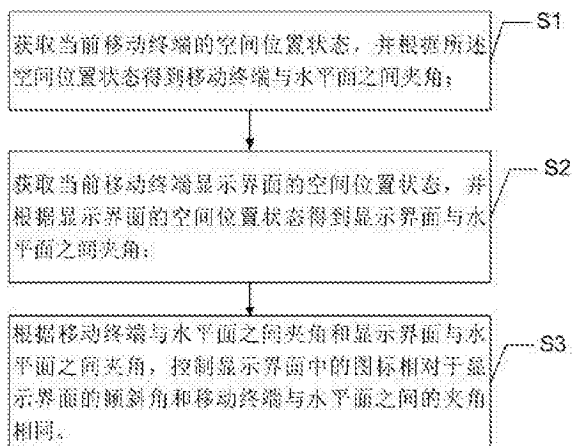 S1
获取当前移动终端的空间位置状态，并根据所述
空间位置状态得到移动终端与水平面之间夹角；
S2
获取当前移动终端显示界面的空间位置状态，并
根据显示界面的空间位置状态得到显示界面与水
平面之间夹角；
S3
根据移动终端与水平面之间夹角和显示界面与水
平面之间夹角，控制显示界面中的图标相对于显
示界面的倾斜角和移动终端与水平面之间的夹角
相同。